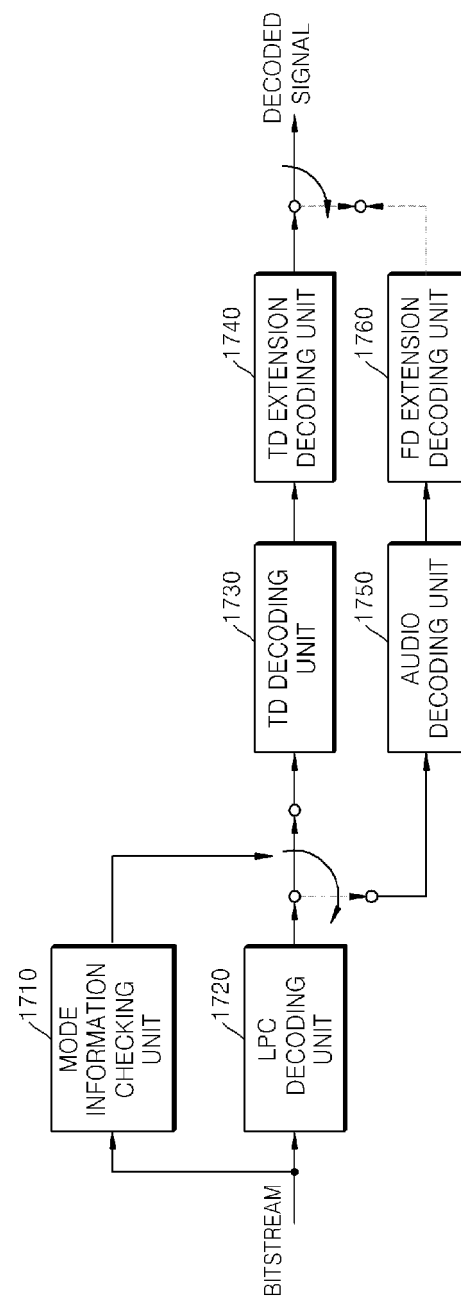 BITSTREAM
1710
MODE
INFORMATION
CHECKING
UNIT
1720
LPC
DECODING
UNIT
1730
TD DECODING
UNIT
1740
TD EXTENSION
DECODING UNIT
1750
AUDIO
DECODING UNIT
1760
FD EXTENSION
DECODING UNIT
DECODED
SIGNAL